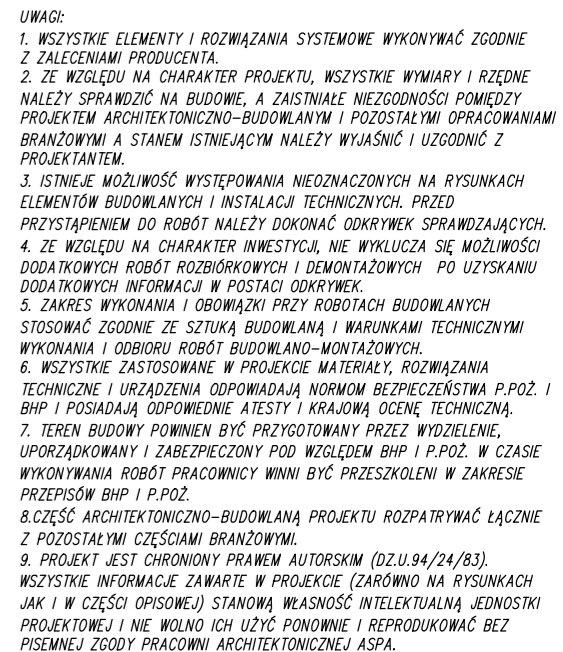 UWAGI:
1. WSZYSTKIE ELEMENTY I ROZWIĄZANIA SYSTEMOWE WYKONYWAĆ ZGODNIE
Z ZALECENIAMI PRODUCENTA.
2. ZE WZGLĘDU NA CHARAKTER PROJEKTU, WSZYSTKIE WYMIARY I RZĘDNE
NALEŻY SPRAWDZIĆ NA BUDOWIE, A ZAISTNIAŁE NIEZGODNOŚCI POMIĘDZY
PROJEKTEM ARCHITEKTONICZNO-BUDOWLANYM I POZOSTAŁYMI OPRACOWANIAMI
BRANŻOWYMI A STANEM ISTNIEJĄCYM NALEŻY WYJAŚNIĆ I UZGODNIĆ Z
PROJEKTANTEM.
3. ISTNIEJE MOŻLIWOŚĆ WYSTĘPOWANIA NIEOZNACZONYCH NA RYSUNKACH
ELEMENTÓW BUDOWLANYCH I INSTALACJI TECHNICZNYCH. PRZED
PRZYSTĄPIENIEM DO ROBÓT NALEŻY DOKONAĆ ODKRYWEK SPRAWDZAJĄCYCH.
4. ZE WZGLĘDU NA CHARAKTER INWESTYCJI, NIE WYKLUCZA SIĘ MOŻLIWOŚCI
DODATKOWYCH ROBÓT ROZBIÓRKOWYCH I DEMONTAŻOWYCH PO UZYSKANIU
DODATKOWYCH INFORMACJI W POSTACI ODKRYWEK.
5. ZAKRES WYKONANIA I OBOWIĄZKI PRZY ROBOTACH BUDOWLANYCH
STOSOWAĆ ZGODNIE ZE SZTUKĄ BUDOWLANĄ I WARUNKAMI TECHNICZNYMI
WYKONANIA I ODBIORU ROBÓT BUDOWLANO-MONTAŻOWYCH.
6. WSZYSTKIE ZASTOSOWANE W PROJEKCIE MATERIAŁY, ROZWIĄZANIA
TECHNICZNE I URZĄDZENIA ODPOWIADAJĄ NORMOM BEZPIECZEŃSTWA P.POŻ. I
BHP I POSIADAJĄ ODPOWIEDNIE ATESTY I KRAJOWĄ OCENĘ TECHNICZNĄ.
7. TEREN BUDOWY POWINIEN BYĆ PRZYGOTOWANY PRZEZ WYDZIELENIE,
UPORZĄDKOWANY I ZABEZPIECZONY POD WZGLĘDEM BHP I P.POŻ. W CZASIE
WYKONYWANIA ROBÓT PRACOWNICY WINNI BYĆ PRZESZKOLENI W ZAKRESIE
PRZEPISÓW BHP I P.POŻ.
8.CZĘŚĆ ARCHITEKTONICZNO-BUDOWLANĄ PROJEKTU ROZPATRYWAĆ ŁĄCZNIE
Z POZOSTAŁYMI CZĘŚCIAMI BRANŻOWYMI.
9. PROJEKT JEST CHRONIONY PRAWEM AUTORSKIM (DZ.U.94/24/83).
WSZYSTKIE INFORMACJE ZAWARTE W PROJEKCIE (ZARÓWNO NA RYSUNKACH
JAK I W CZĘŚCI OPISOWEJ) STANOWĄ WŁASNOŚĆ INTELEKTUALNĄ JEDNOSTKI
PROJEKTOWEJ I NIE WOLNO ICH UŻYĆ PONOWNIE I REPRODUKOWAĆ BEZ
PISEMNEJ ZGODY PRACOWNI ARCHITEKTONICZNEJ ASPA.